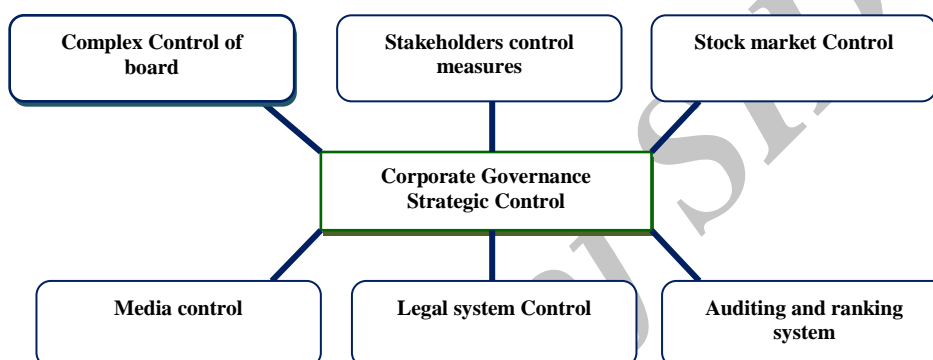 Complex Control of
board
Stakeholders control
measures
Stock market Control
Corporate Governance
Strategic Control
Media control
Legal system Control
Auditing and ranking
system